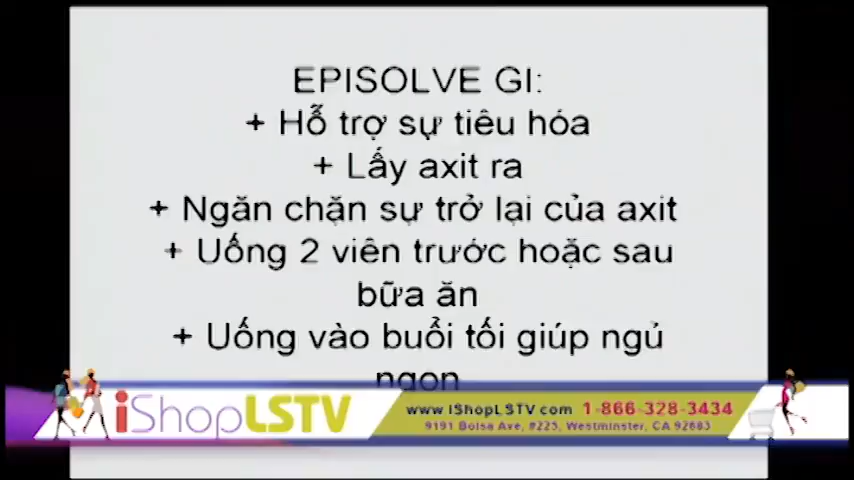 EPISOLVE GI:
+ Hỗ trợ sự tiêu hóa
+ Lấy axit ra
+ Ngăn chặn sự trở lại của axit
+ Uống 2 viên trước hoặc sau
bữa ăn
+ Uống vào buổi tối giúp ngủ
ngon
iShopLSTV
www.iShopLSTV.com 1-866-328-3434
9191 Bolsa Ave, #225, Westminster, CA 92683